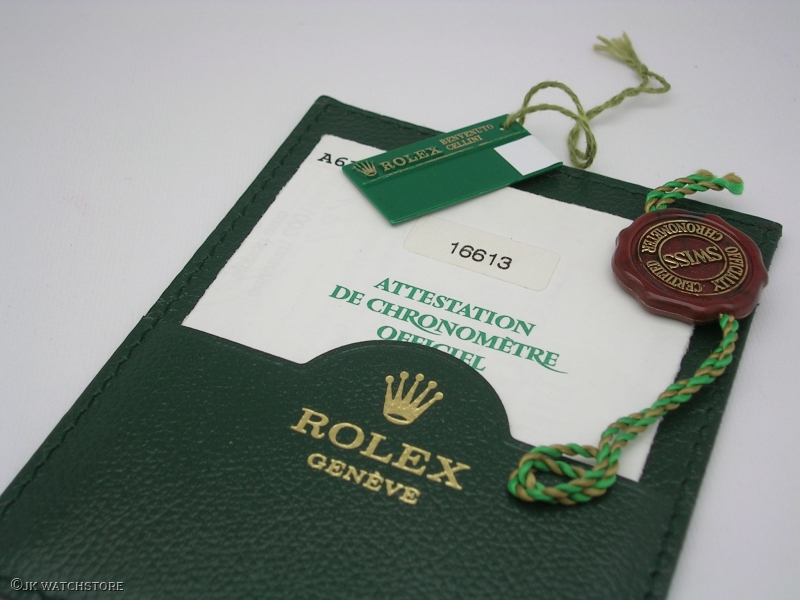 A6
ROLEX BENVENUTO
CELLINI
16613
ATTESTATION
DE CHRONOMÈTRE
OFFICIEL
OFFICIALLY CERTIFIED
CHRONOMETER
SWISS
ROLEX
GENÈVE
©JK WATCHSTORE